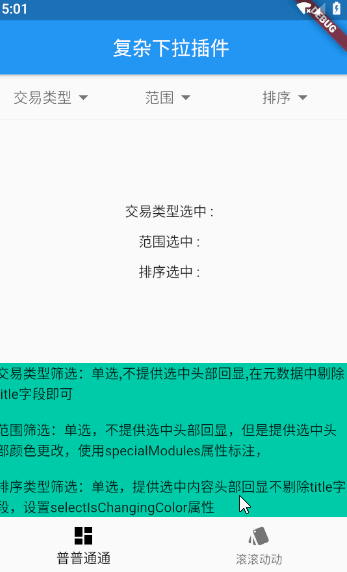 5:01
DEBUG
复杂下拉插件
交易类型
范围
排序
交易类型选中 :
范围选中 :
排序选中 :
交易类型筛选：单选,不提供选中头部回显,在元数据中剔除
title字段即可
范围筛选：单选，不提供选中头部回显，但是提供选中头
部颜色更改，使用specialModules属性标注，
排序类型筛选：单选，提供选中内容头部回显不剔除title字
段，设置selectIsChangingColor属性
普普通通
滚滚动动